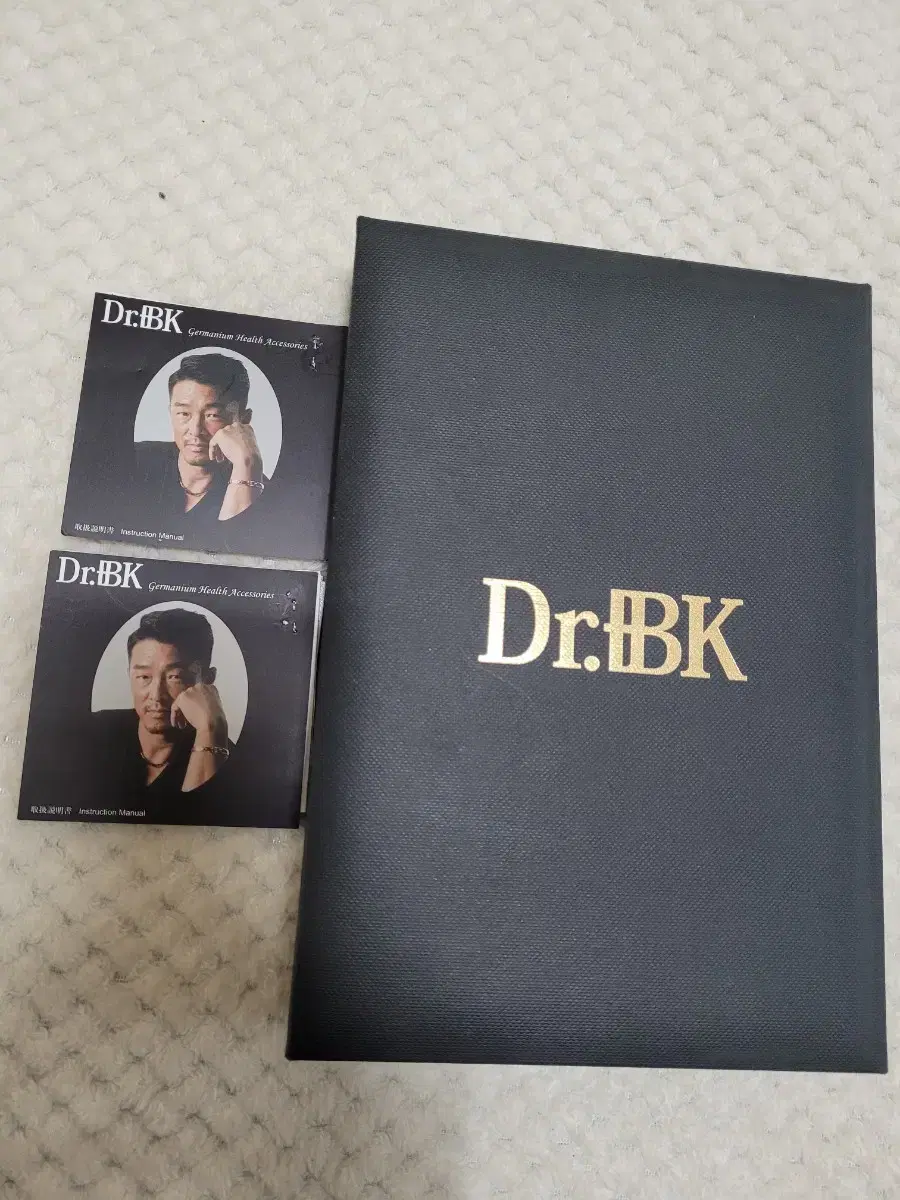 Dr.BK Germanium Health Accessories
取扱説明書 Instruction Manual
Dr.BK Germanium Health Accessories
取扱説明書 Instruction Manual
Dr.BK